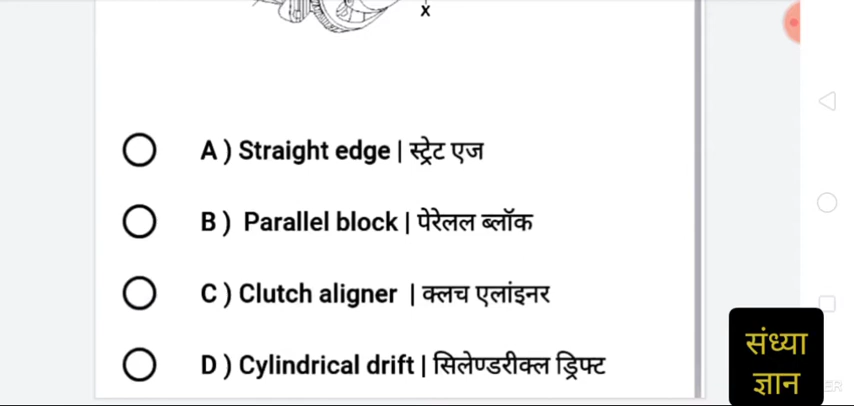 X
A ) Straight edge | स्ट्रेट एज
B ) Parallel block | पेरेलल ब्लॉक
C ) Clutch aligner | क्लच एलांइनर
D ) Cylindrical drift | सिलेण्डरीक्ल ड्रिफ्ट
संध्या
ज्ञान